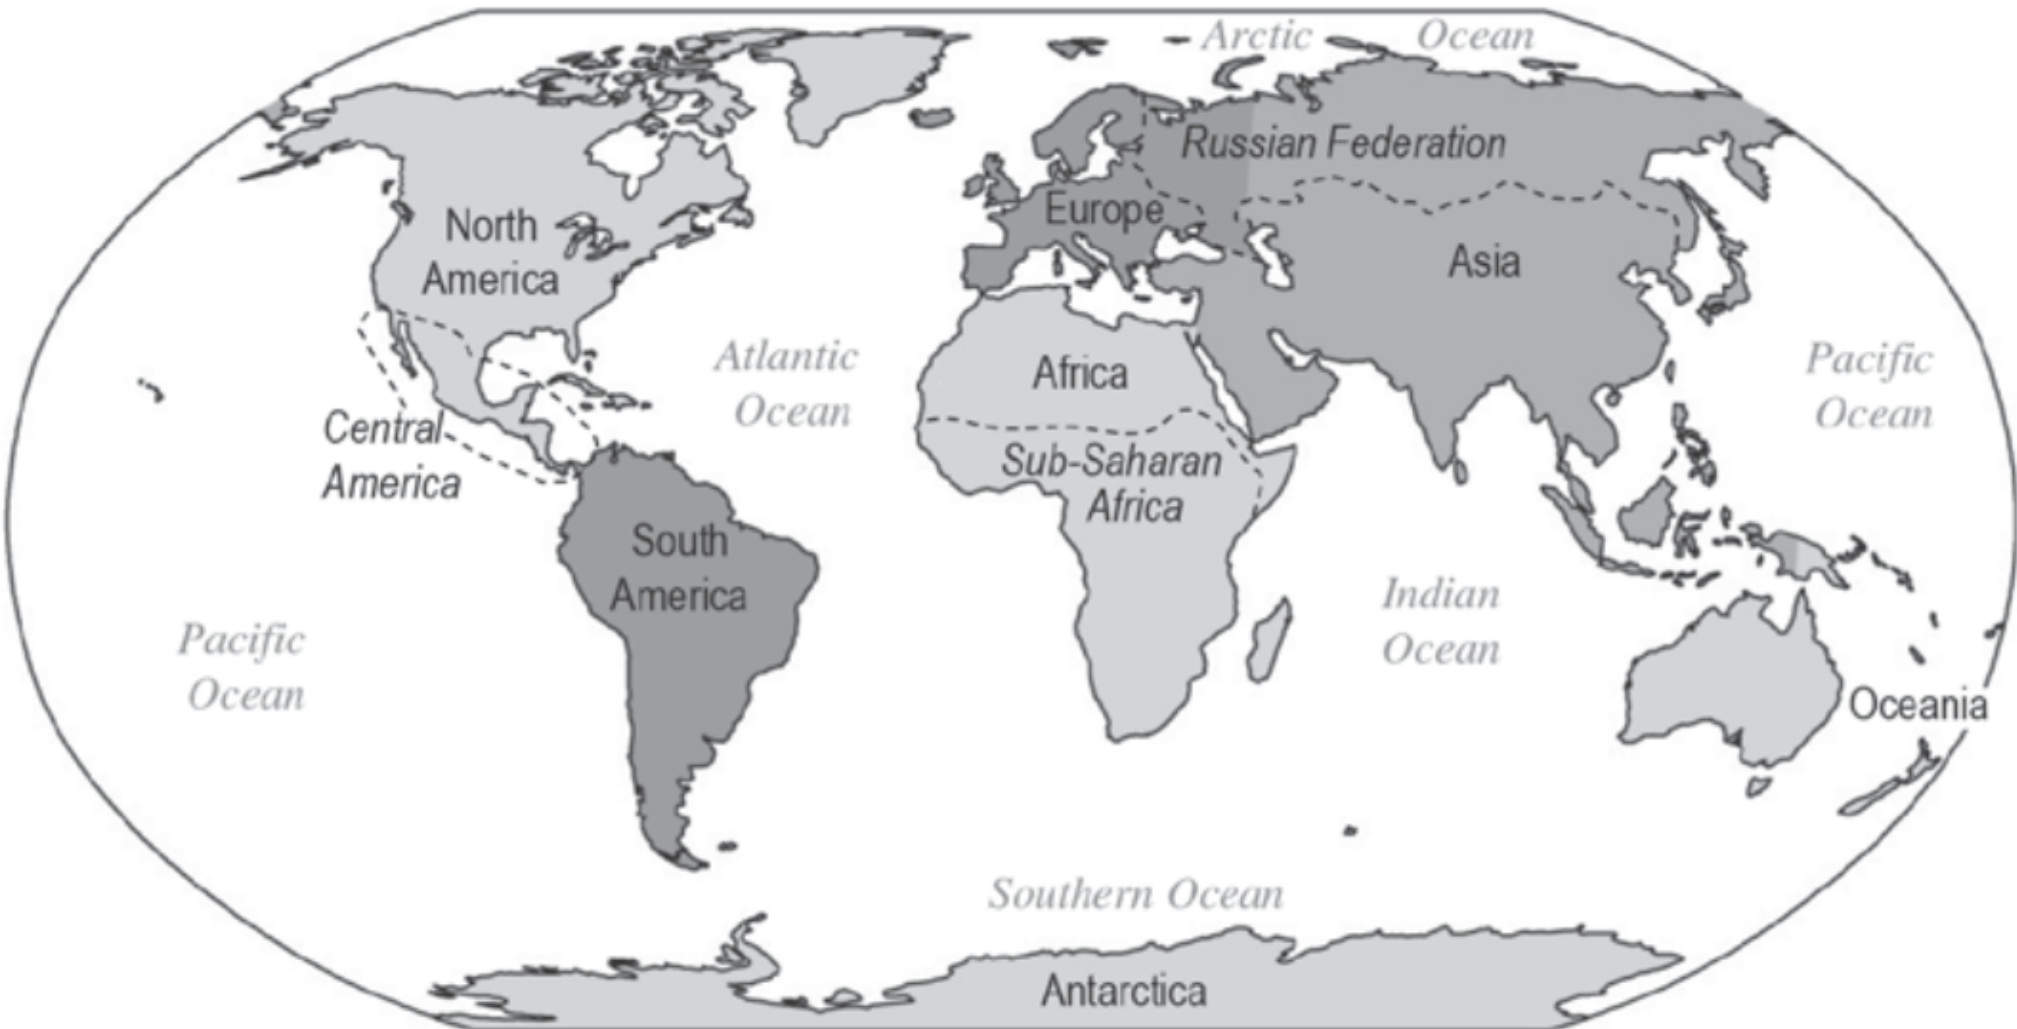 Arctic Ocean
Russian Federation
Europe
North
America
Asia
Atlantic
Ocean
Africa
Pacific
Ocean
Central
America
Sub-Saharan
Africa
South
America
Indian
Ocean
Pacific
Ocean
Oceania
Southern Ocean
Antarctica